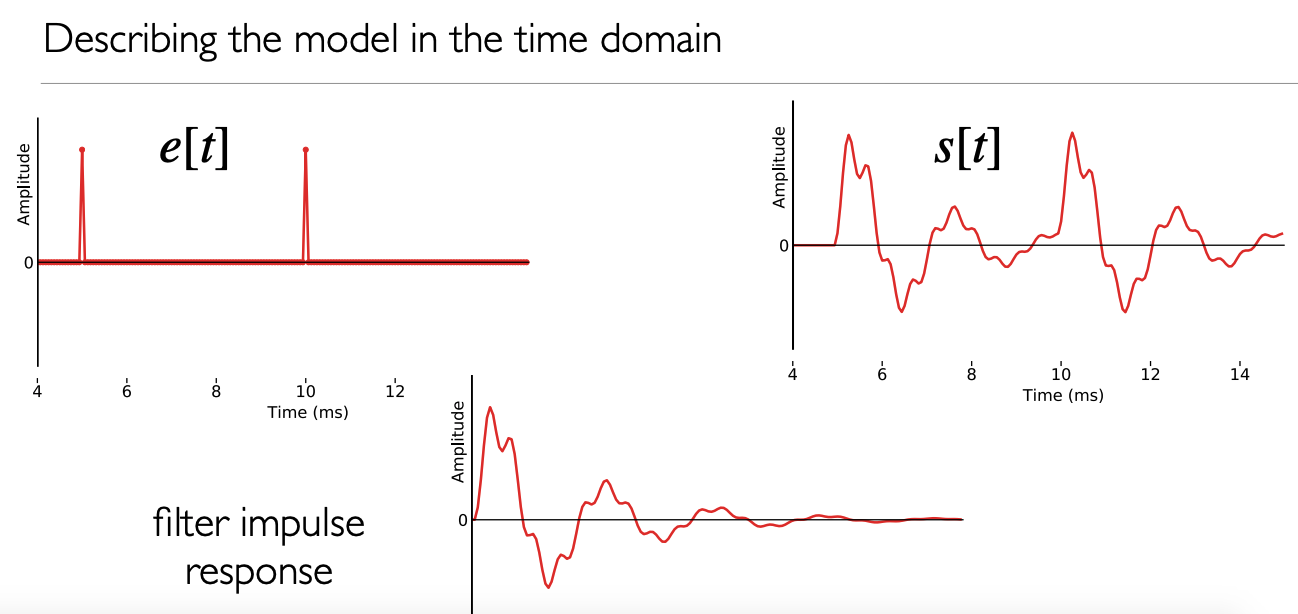 Describing the model in the time domain
e[t]
Amplitude
0
4 6 8 10 12
Time (ms)
s[t]
Amplitude
0
4 6 8 10 12 14
Time (ms)
filter impulse
response
Amplitude
0